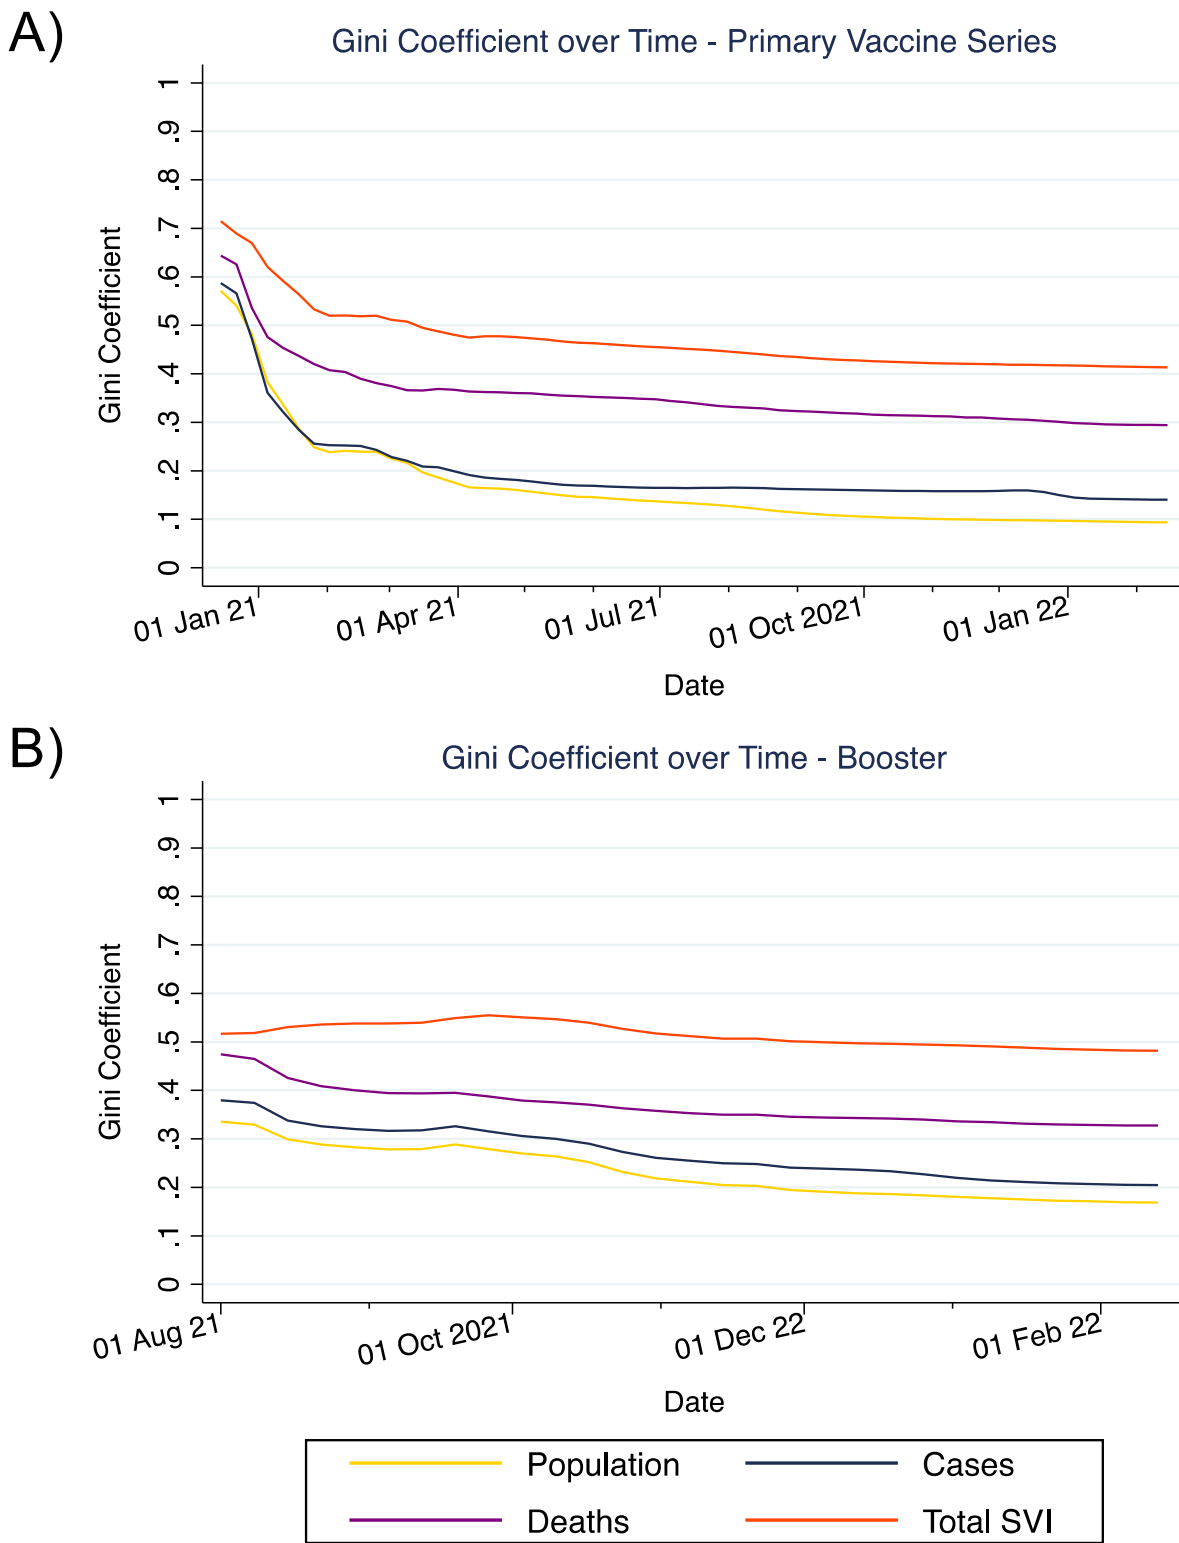 A)
Gini Coefficient over Time - Primary Vaccine Series
Gini Coefficient
1
.9
.8
.7
.6
.5
.4
.3
.2
.1
0
01 Jan 21
01 Apr 21
01 Jul 21
01 Oct 2021
01 Jan 22
Date
B)
Gini Coefficient over Time - Booster
Gini Coefficient
1
.9
.8
.7
.6
.5
.4
.3
.2
.1
0
01 Aug 21
01 Oct 2021
01 Dec 22
01 Feb 22
Date
Population
Cases
Deaths
Total SVI